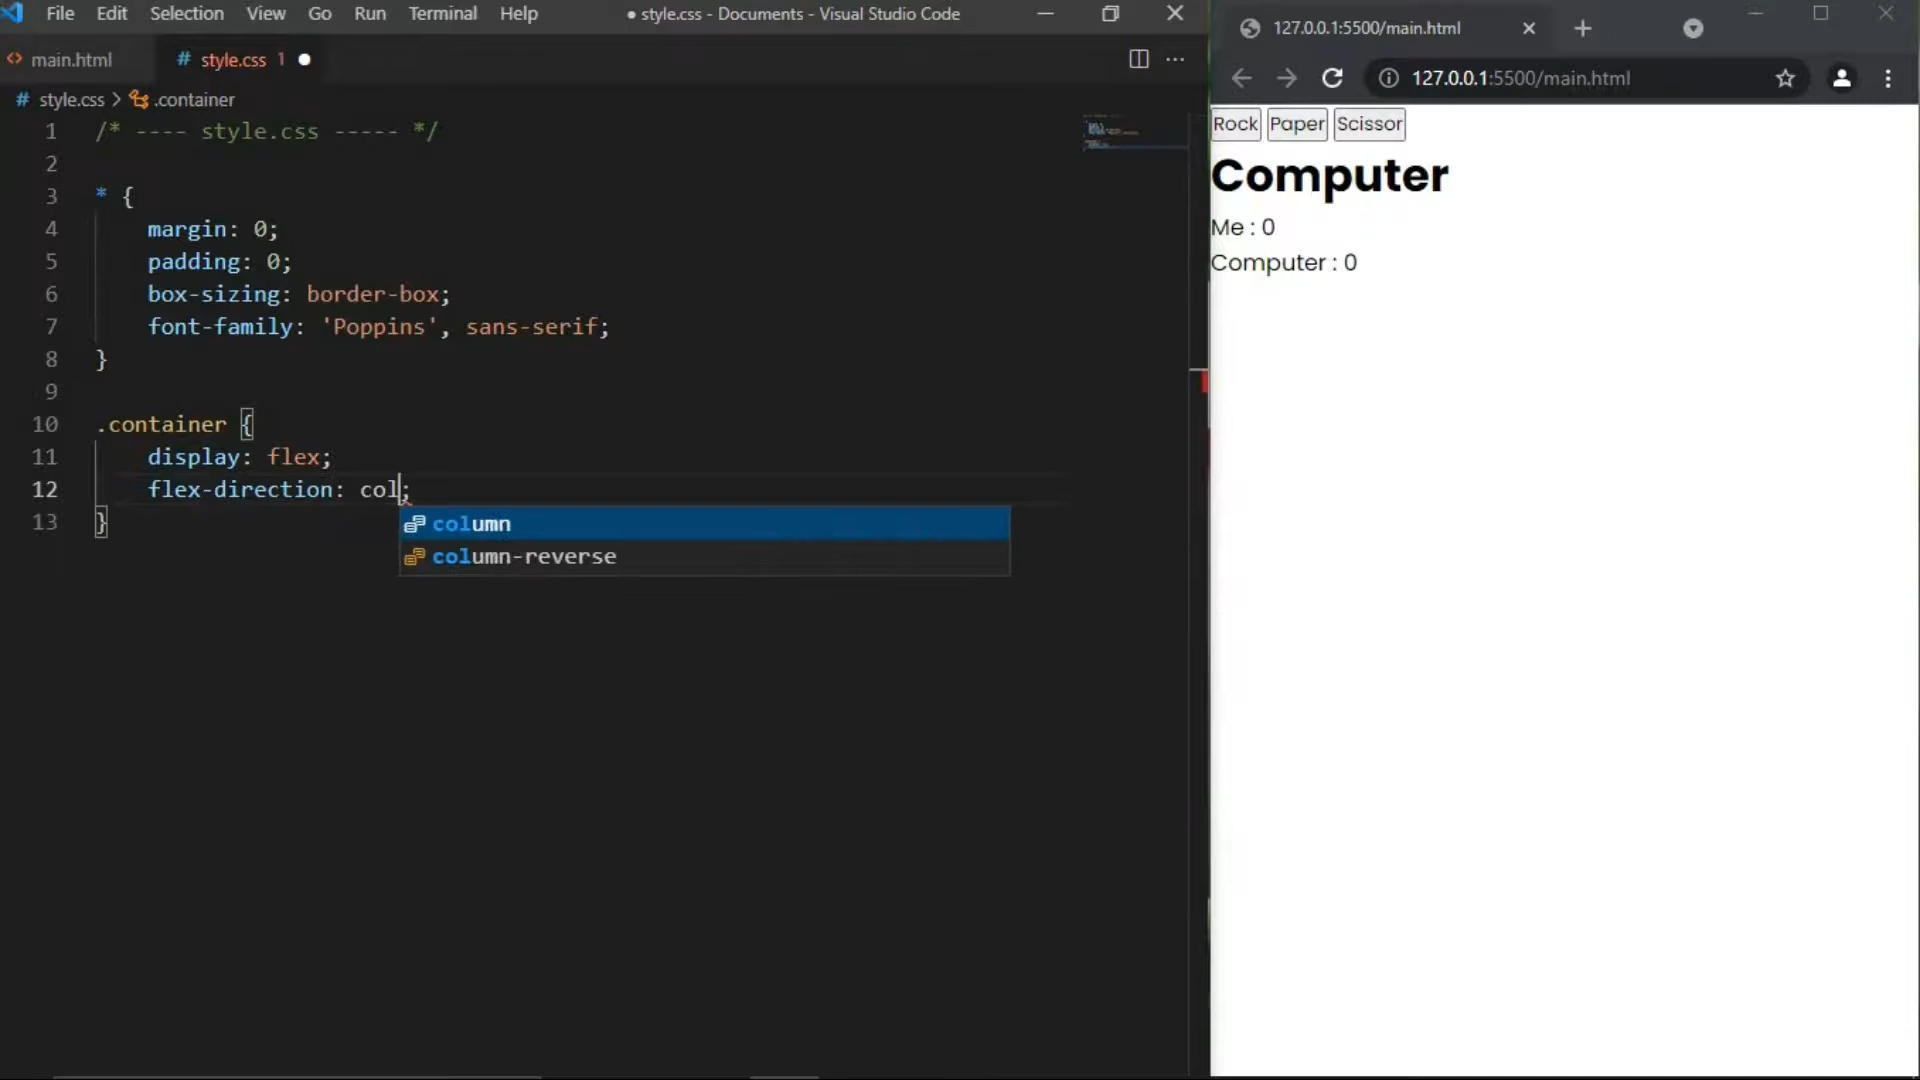 File Edit Selection View Go Run Terminal Help ● style.css - Documents - Visual Studio Code
main.html # style.css 1
# style.css > .container
1 /* ---- style.css ----- */
2
3 * {
4 margin: 0;
5 padding: 0;
6 box-sizing: border-box;
7 font-family: 'Poppins', sans-serif;
8 }
9
10 .container {
11 display: flex;
12 flex-direction: col;
13 }
column
column-reverse
127.0.0.1:5500/main.html
127.0.0.1:5500/main.html
Rock Paper Scissor
Computer
Me : 0
Computer : 0